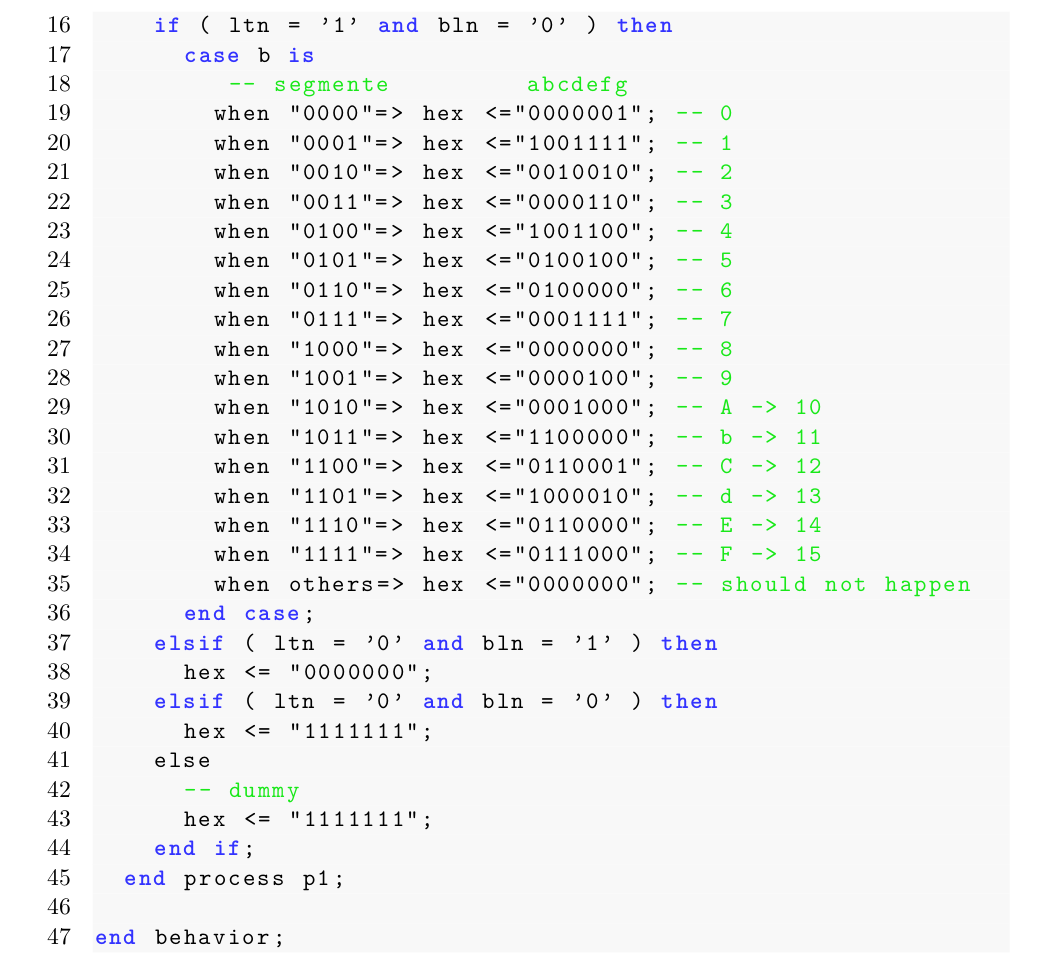 16 if ( ltn = ’1’ and bln = ’0’ ) then
17 case b is
18 -- segmente abcdefg
19 when "0000"=> hex <="0000001"; -- 0
20 when "0001"=> hex <="1001111"; -- 1
21 when "0010"=> hex <="0010010"; -- 2
22 when "0011"=> hex <="0000110"; -- 3
23 when "0100"=> hex <="1001100"; -- 4
24 when "0101"=> hex <="0100100"; -- 5
25 when "0110"=> hex <="0100000"; -- 6
26 when "0111"=> hex <="0001111"; -- 7
27 when "1000"=> hex <="0000000"; -- 8
28 when "1001"=> hex <="0000100"; -- 9
29 when "1010"=> hex <="0001000"; -- A -> 10
30 when "1011"=> hex <="1100000"; -- b -> 11
31 when "1100"=> hex <="0110001"; -- C -> 12
32 when "1101"=> hex <="1000010"; -- d -> 13
33 when "1110"=> hex <="0110000"; -- E -> 14
34 when "1111"=> hex <="0111000"; -- F -> 15
35 when others=> hex <="0000000"; -- should not happen
36 end case;
37 elsif ( ltn = ’0’ and bln = ’1’ ) then
38 hex <= "0000000";
39 elsif ( ltn = ’0’ and bln = ’0’ ) then
40 hex <= "1111111";
41 else
42 -- dummy
43 hex <= "1111111";
44 end if;
45 end process p1;
46
47 end behavior;